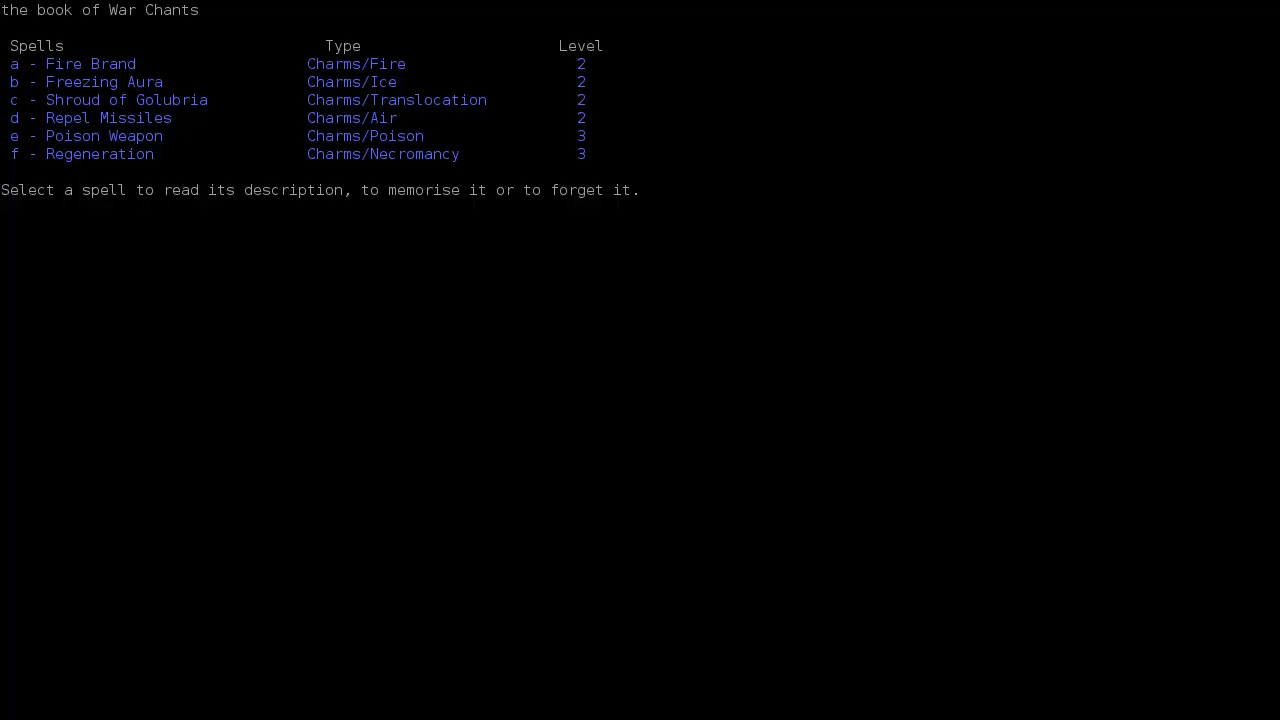 the book of War Chants
Spells Type Level
a - Fire Brand Charms/Fire 2
b - Freezing Aura Charms/Ice 2
c - Shroud of Golubria Charms/Translocation 2
d - Repel Missiles Charms/Air 2
e - Poison Weapon Charms/Poison 3
f - Regeneration Charms/Necromancy 3
Select a spell to read its description, to memorise it or to forget it.